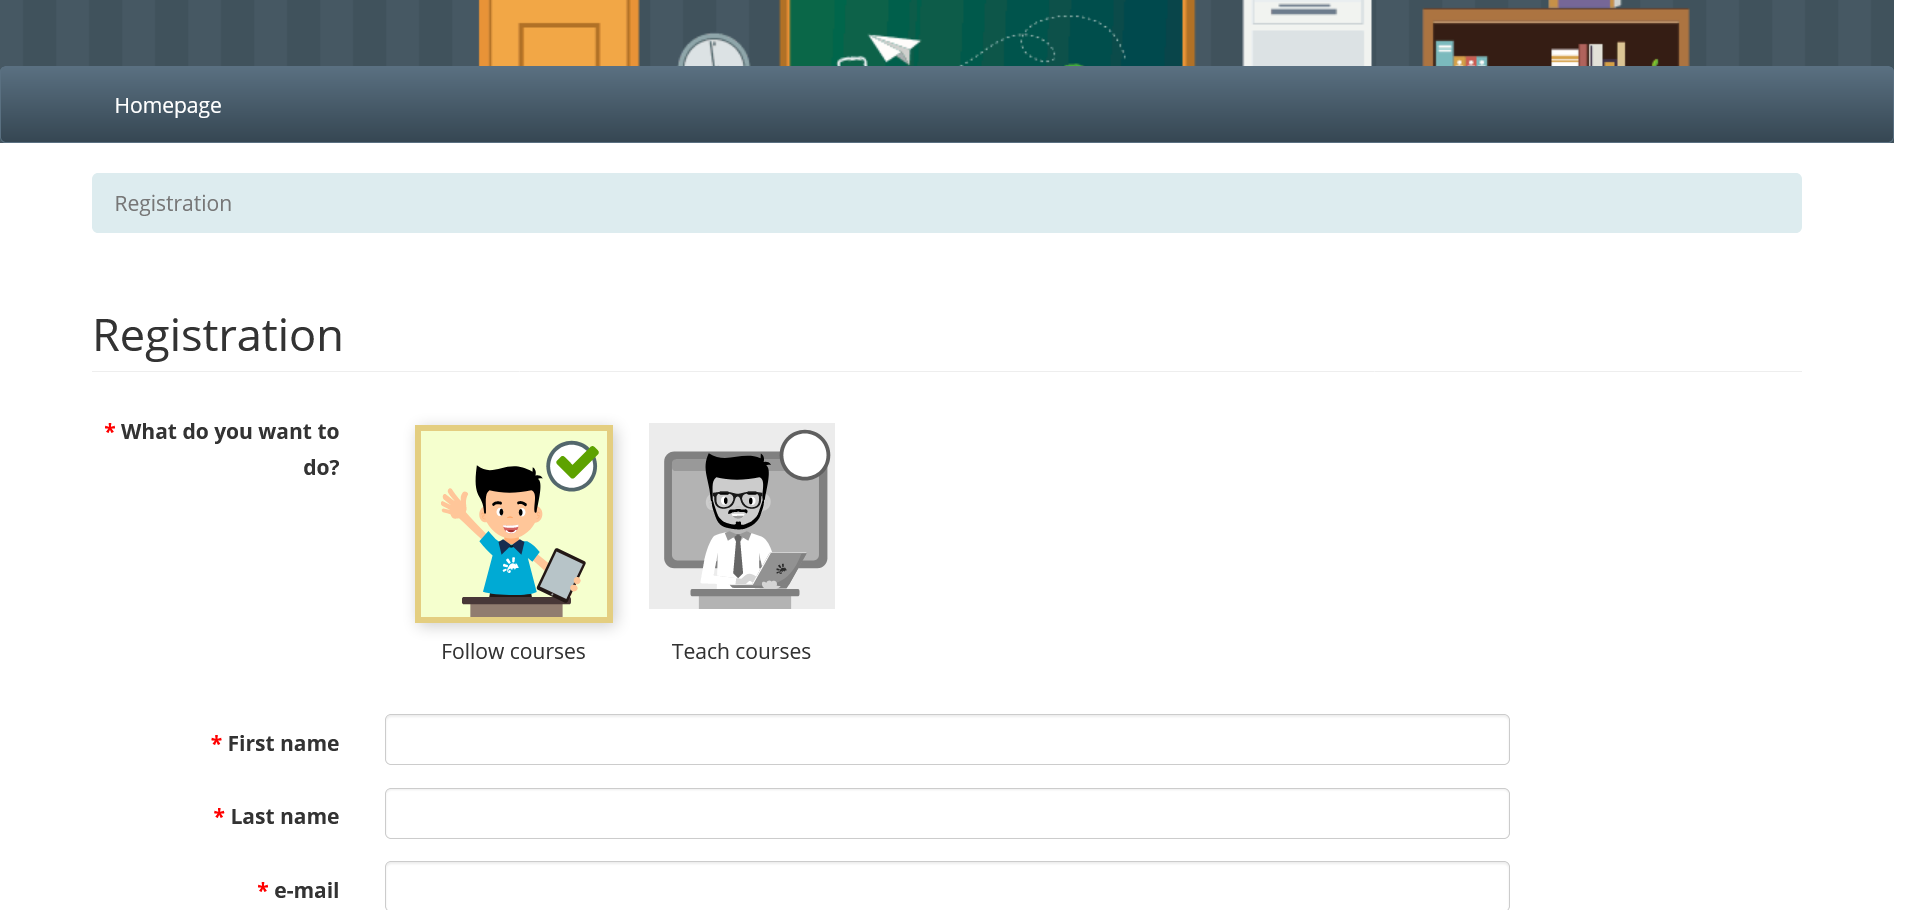 Homepage
Registration
Registration
* What do you want to
do?
Follow courses
Teach courses
* First name
* Last name
* e-mail